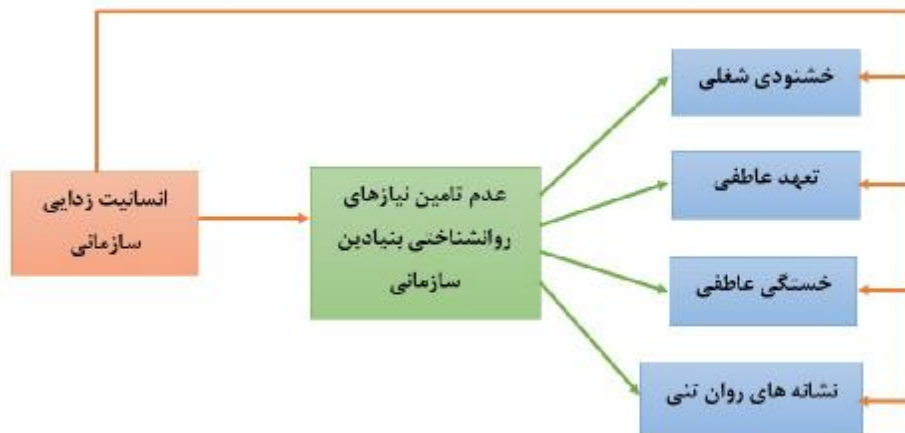 خشنودی شغلی
انسانیت زدایی
سازمانی
عدم تامین نیازهای
روانشناختی بنیادین
سازمانی
تعهد عاطفی
خستگی عاطفی
نشانه های روان تنی